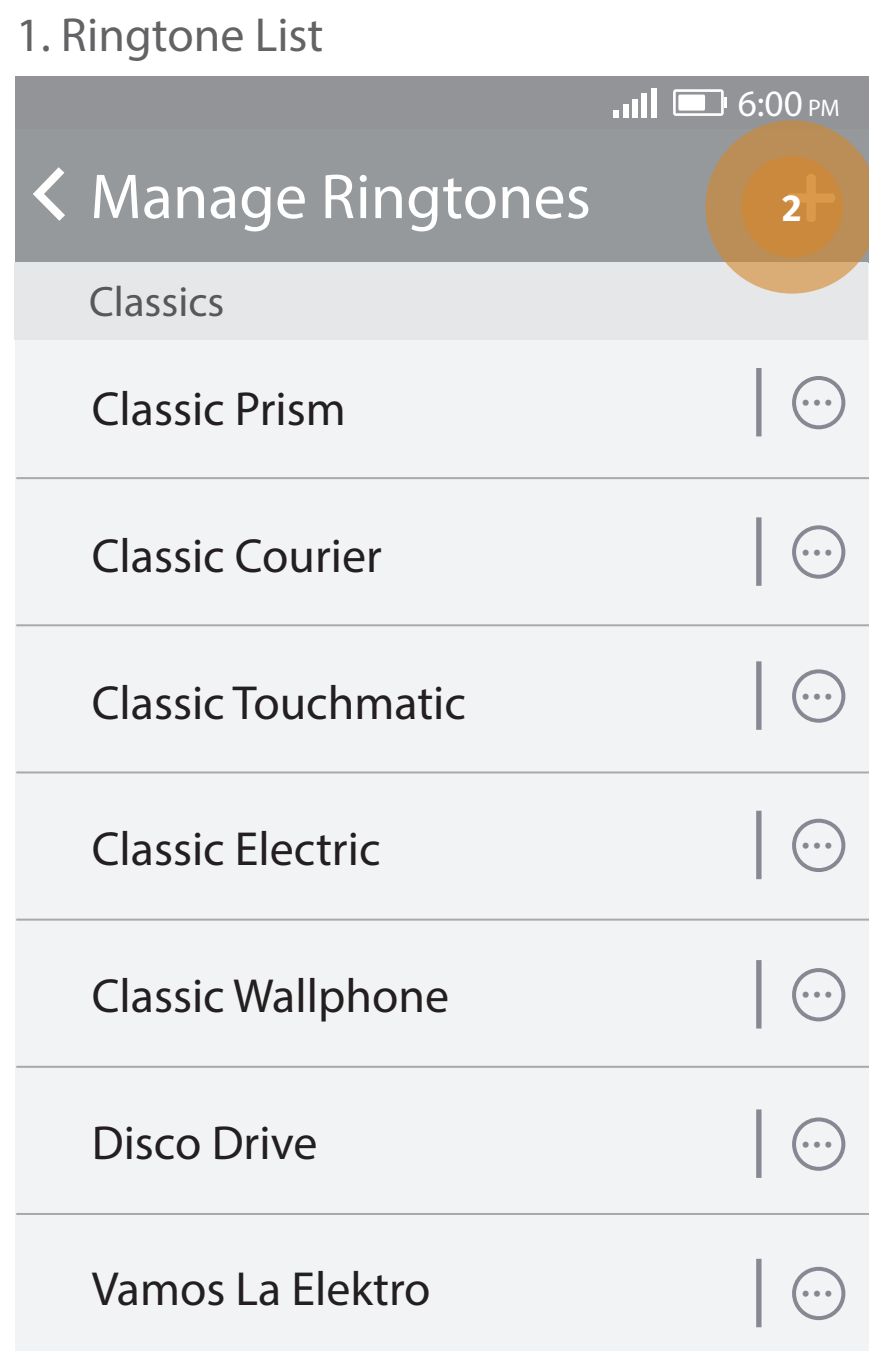 1. Ringtone List
6:00 PM
Manage Ringtones
2
Classics
Classic Prism
Classic Courier
Classic Touchmatic
Classic Electric
Classic Wallphone
Disco Drive
Vamos La Elektro